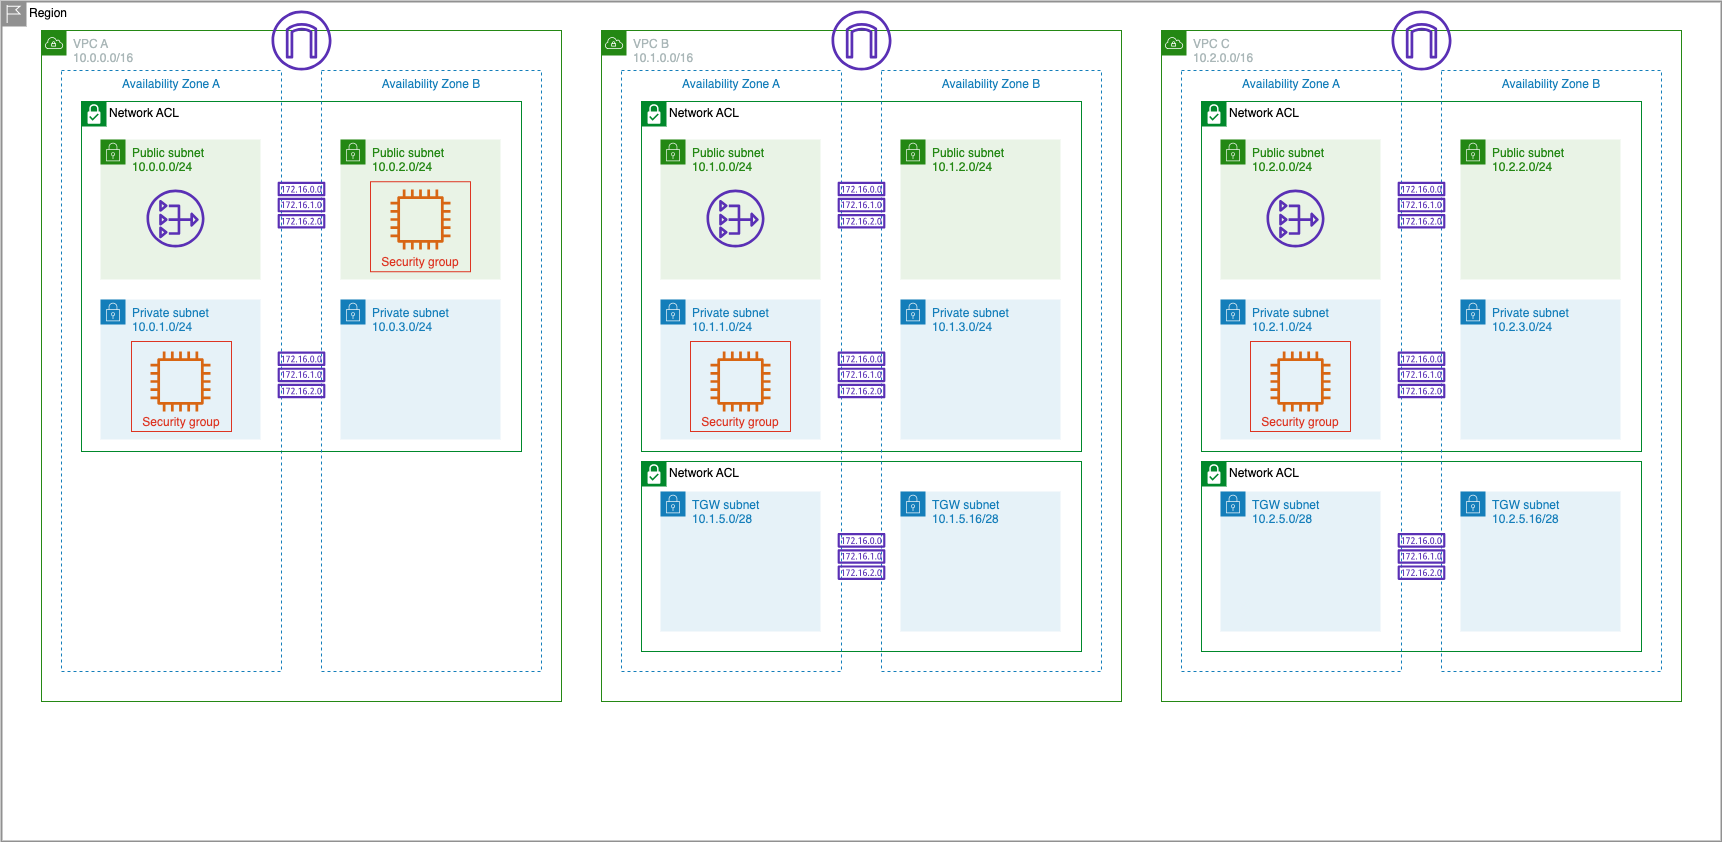 Region
VPC A
10.0.0.0/16
Availability Zone A
Availability Zone B
Network ACL
Public subnet
10.0.0.0/24
Public subnet
10.0.2.0/24
172.16.0.0
172.16.1.0
172.16.2.0
Security group
Private subnet
10.0.1.0/24
Private subnet
10.0.3.0/24
172.16.0.0
172.16.1.0
172.16.2.0
Security group
VPC B
10.1.0.0/16
Availability Zone A
Availability Zone B
Network ACL
Public subnet
10.1.0.0/24
Public subnet
10.1.2.0/24
172.16.0.0
172.16.1.0
172.16.2.0
Private subnet
10.1.1.0/24
Private subnet
10.1.3.0/24
172.16.0.0
172.16.1.0
172.16.2.0
Security group
Network ACL
TGW subnet
10.1.5.0/28
TGW subnet
10.1.5.16/28
172.16.0.0
172.16.1.0
172.16.2.0
VPC C
10.2.0.0/16
Availability Zone A
Availability Zone B
Network ACL
Public subnet
10.2.0.0/24
Public subnet
10.2.2.0/24
172.16.0.0
172.16.1.0
172.16.2.0
Private subnet
10.2.1.0/24
Private subnet
10.2.3.0/24
172.16.0.0
172.16.1.0
172.16.2.0
Security group
Network ACL
TGW subnet
10.2.5.0/28
TGW subnet
10.2.5.16/28
172.16.0.0
172.16.1.0
172.16.2.0